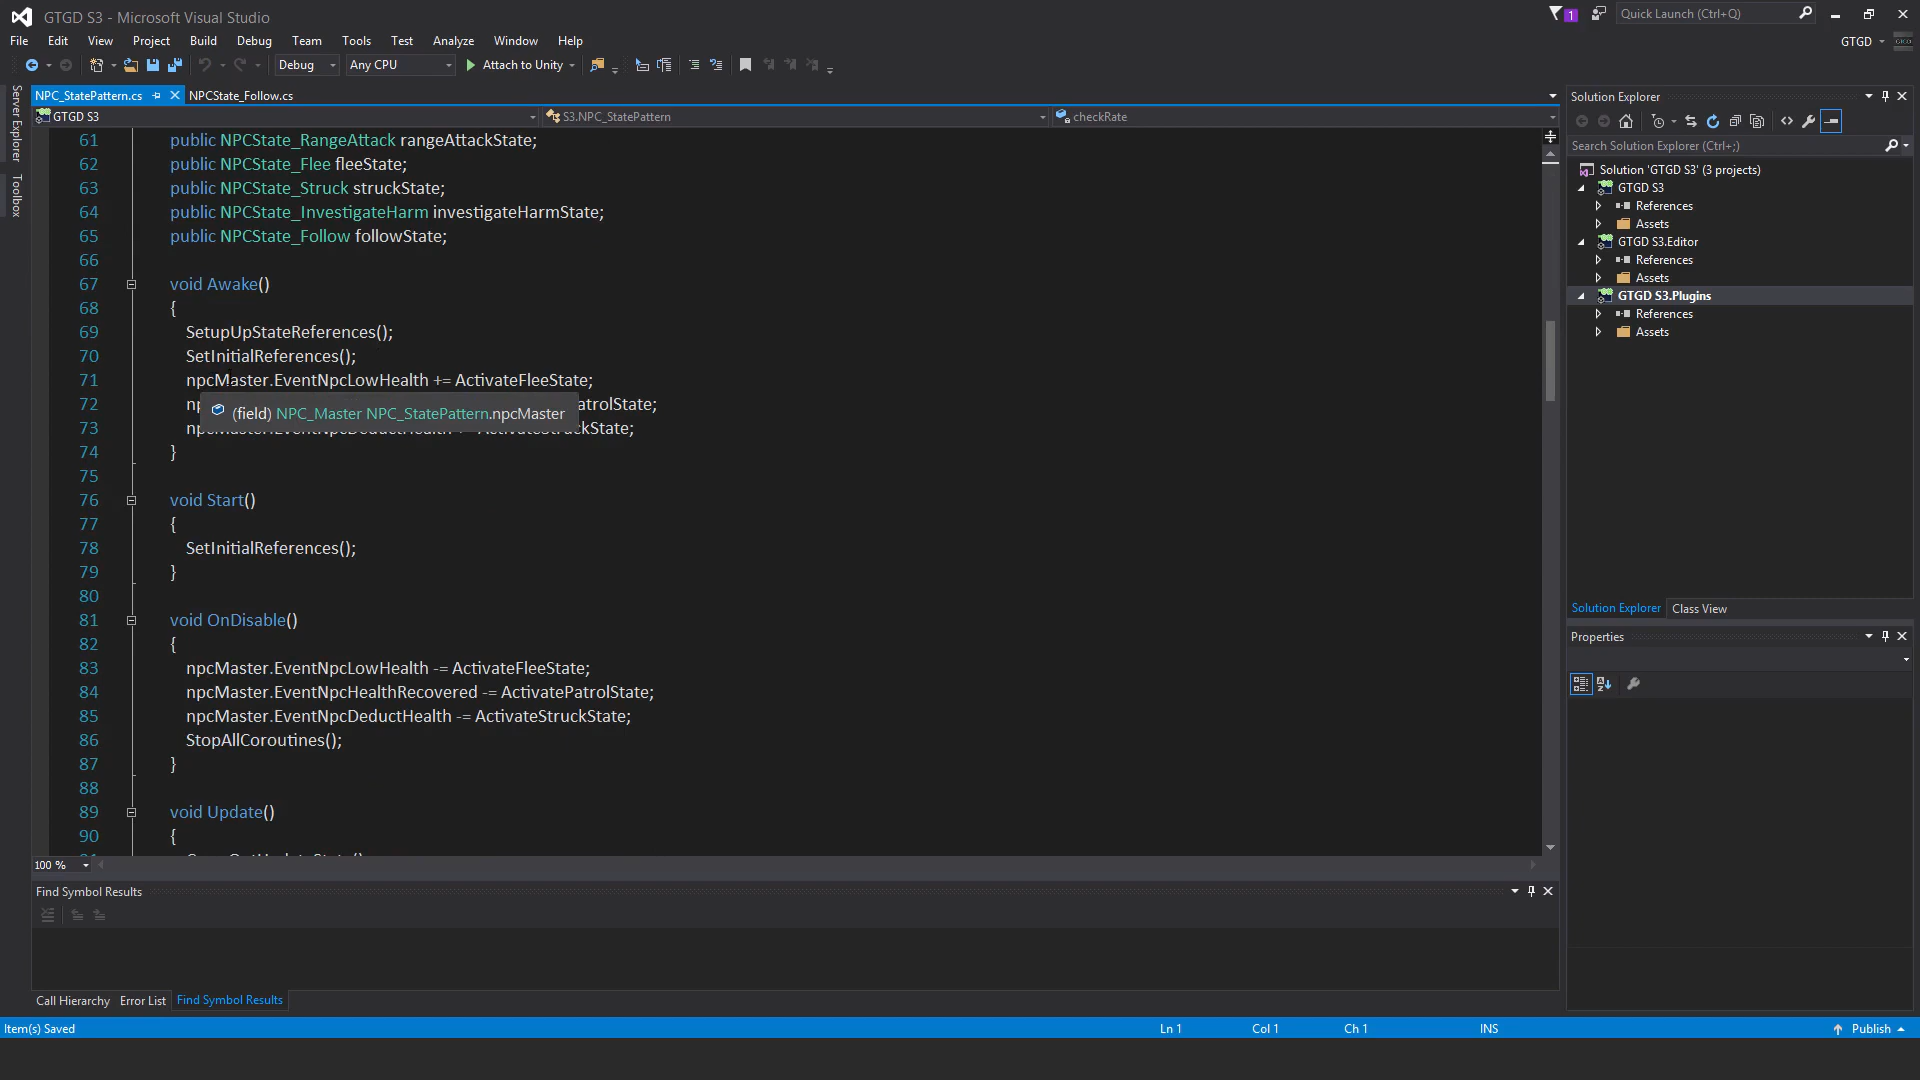 GTGD S3 - Microsoft Visual Studio
1
Quick Launch (Ctrl+Q)
File Edit View Project Build Debug Team Tools Test Analyze Window Help
GTGD
Debug Any CPU Attach to Unity
Server Explorer
Toolbox
NPC_StatePattern.cs NPCState_Follow.cs
GTGD S3 S3.NPC_StatePattern checkRate
61 public NPCState_RangeAttack rangeAttackState;
62 public NPCState_Flee fleeState;
63 public NPCState_Struck struckState;
64 public NPCState_InvestigateHarm investigateHarmState;
65 public NPCState_Follow followState;
66
67 void Awake()
68 {
69 SetupUpStateReferences();
70 SetInitialReferences();
71 npcMaster.EventNpcLowHealth += ActivateFleeState;
72
(field) NPC_Master NPC_StatePattern.npcMaster
73
74 }
75
76 void Start()
77 {
78 SetInitialReferences();
79 }
80
81 void OnDisable()
82 {
83 npcMaster.EventNpcLowHealth -= ActivateFleeState;
84 npcMaster.EventNpcHealthRecovered -= ActivatePatrolState;
85 npcMaster.EventNpcDeductHealth -= ActivateStruckState;
86 StopAllCoroutines();
87 }
88
89 void Update()
90 {
100 %
Find Symbol Results
Call Hierarchy Error List Find Symbol Results
Solution Explorer
Search Solution Explorer (Ctrl+;)
Solution 'GTGD S3' (3 projects)
GTGD S3
References
Assets
GTGD S3.Editor
References
Assets
GTGD S3.Plugins
References
Assets
Solution Explorer Class View
Properties
Item(s) Saved Ln 1 Col 1 Ch 1 INS Publish